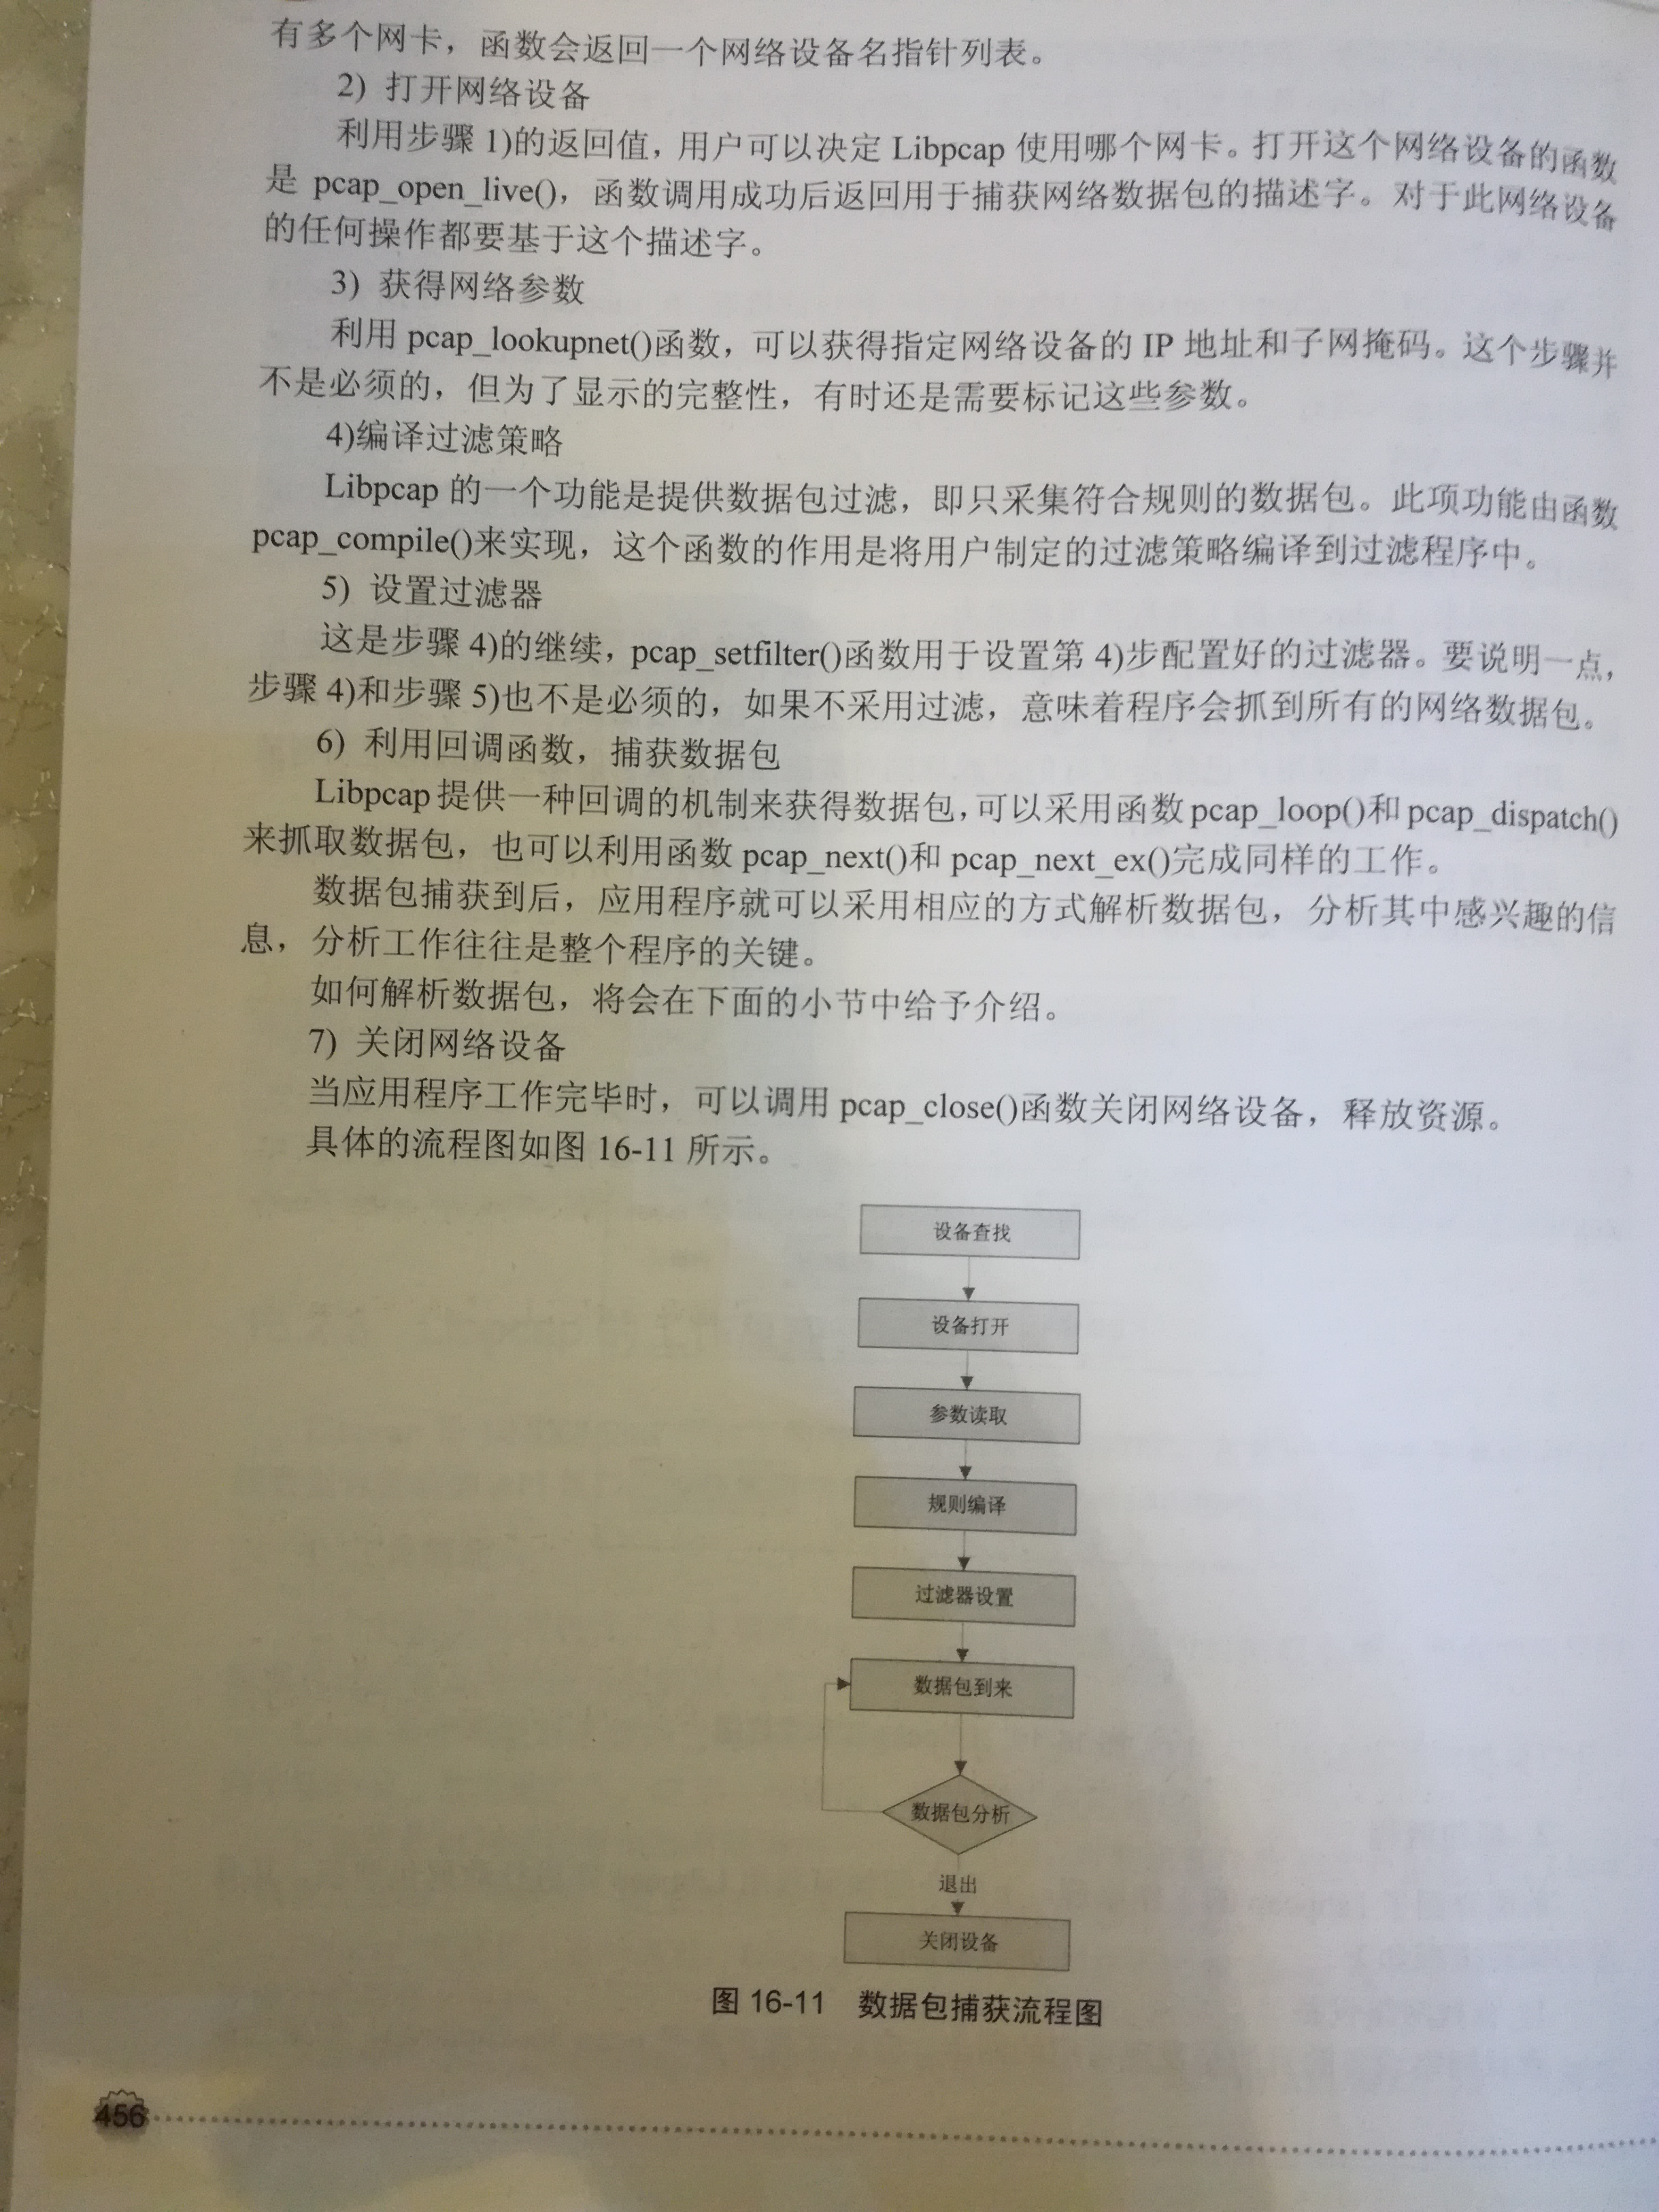 有多个网卡，函数会返回一个网络设备名指针列表。
2) 打开网络设备
利用步骤 1)的返回值，用户可以决定 Libpcap 使用哪个网卡。打开这个网络设备的函数
是 pcap_open_live()，函数调用成功后返回用于捕获网络数据包的描述字。对于此网络设备
的任何操作都要基于这个描述字。
3) 获得网络参数
利用 pcap_lookupnet()函数，可以获得指定网络设备的 IP 地址和子网掩码。这个步骤并
不是必须的，但为了显示的完整性，有时还是需要标记这些参数。
4)编译过滤策略
Libpcap 的一个功能是提供数据包过滤，即只采集符合规则的数据包。此项功能由函数
pcap_compile()来实现，这个函数的作用是将用户制定的过滤策略编译到过滤程序中。
5) 设置过滤器
这是步骤 4)的继续，pcap_setfilter()函数用于设置第 4)步配置好的过滤器。要说明一点，
步骤 4)和步骤 5)也不是必须的，如果不采用过滤，意味着程序会抓到所有的网络数据包。
6) 利用回调函数，捕获数据包
Libpcap 提供一种回调的机制来获得数据包，可以采用函数 pcap_loop()和 pcap_dispatch()
来抓取数据包，也可以利用函数 pcap_next()和 pcap_next_ex()完成同样的工作。
数据包捕获到后，应用程序就可以采用相应的方式解析数据包，分析其中感兴趣的信
息，分析工作往往是整个程序的关键。
如何解析数据包，将会在下面的小节中给予介绍。
7) 关闭网络设备
当应用程序工作完毕时，可以调用 pcap_close()函数关闭网络设备，释放资源。
具体的流程图如图 16-11 所示。
设备查找
设备打开
参数读取
规则编译
过滤器设置
数据包到来
数据包分析
退出
关闭设备
图 16-11 数据包捕获流程图
456